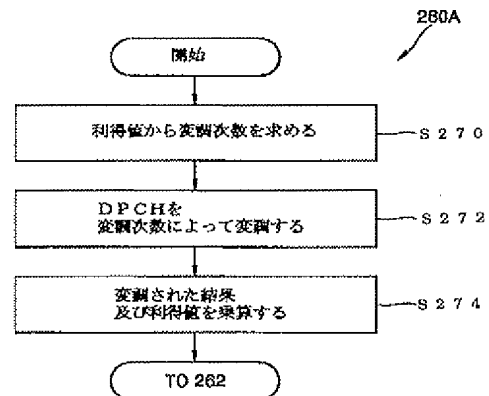 260A
開始
利得値から変調次数を求める
S270
DPCHを
変調次数によって変調する
S272
変調された結果
及び利得値を乗算する
S274
TO 262